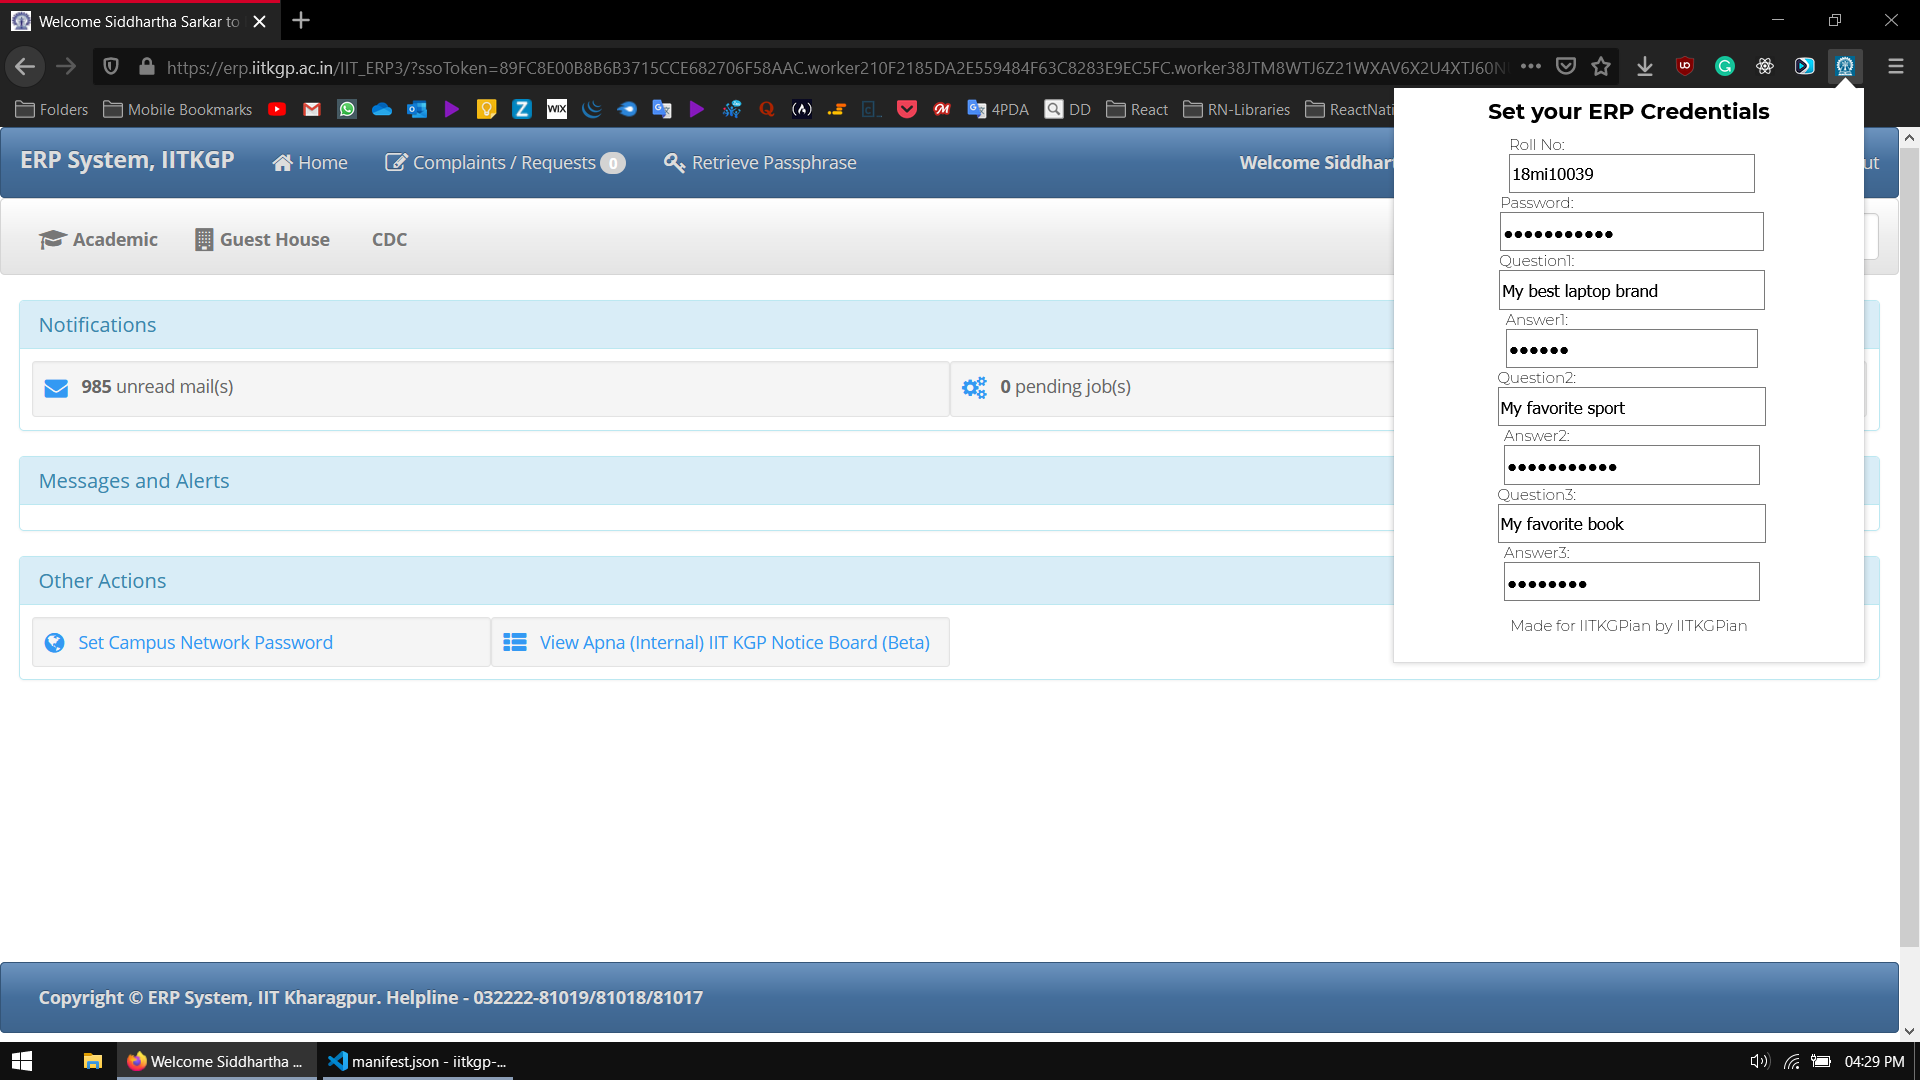 Welcome Siddhartha Sarkar to
https://erp.iitkgp.ac.in/IIT_ERP3/?ssoToken=89FC8E00B8B6B3715CCE682706F58AAC.worker210F2185DA2E559484F63C8283E9EC5FC.worker38JTM8WTJ6Z21WXAV6X2U4XTJ60N
Folders Mobile Bookmarks WIX 4PDA DD React RN-Libraries ReactNati
ERP System, IITKGP Home Complaints / Requests 0 Retrieve Passphrase Welcome Siddhart ut
Academic Guest House CDC
Notifications
985 unread mail(s) 0 pending job(s)
Messages and Alerts
Other Actions
Set Campus Network Password View Apna (Internal) IIT KGP Notice Board (Beta)
Set your ERP Credentials
Roll No:
18mi10039
Password:
Question1:
My best laptop brand
Answer1:
Question2:
My favorite sport
Answer2:
Question3:
My favorite book
Answer3:
Made for IITKGPian by IITKGPian
Copyright © ERP System, IIT Kharagpur. Helpline - 032222-81019/81018/81017
Welcome Siddhartha ... manifest.json - iitkgp-... 04:29 PM